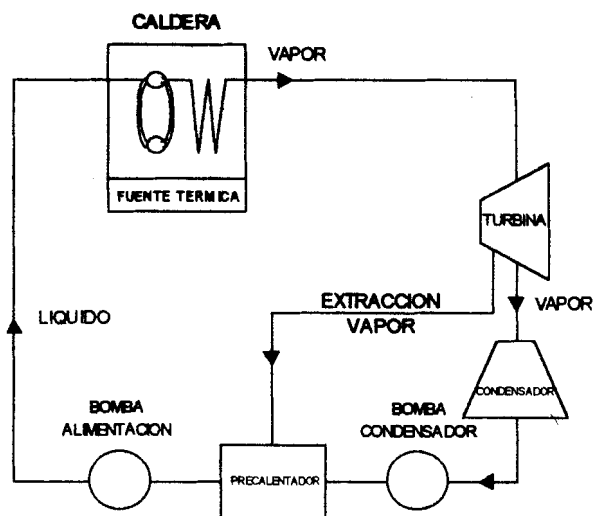 CALDERA
VAPOR
FUENTE TERMICA
TURBINA
EXTRACCION
VAPOR
VAPOR
LIQUIDO
CONDENSADOR
BOMBA
ALIMENTACION
BOMBA
CONDENSADOR
PRECALENTADOR